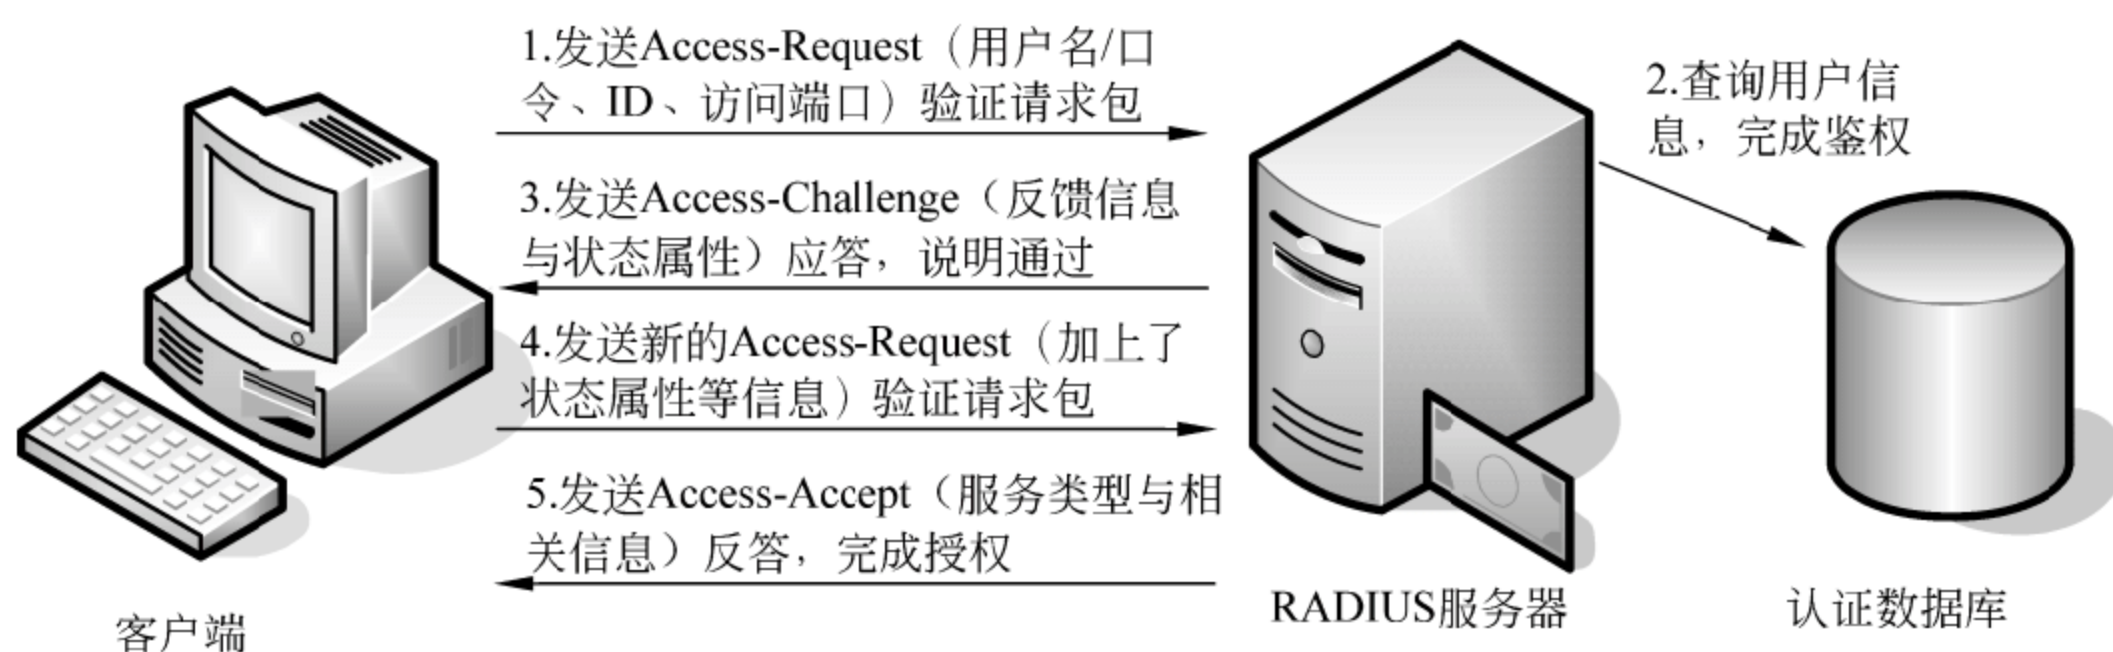 1.发送Access-Request（用户名/口
令、ID、访问端口）验证请求包
2.查询用户信
息，完成鉴权
3.发送Access-Challenge（反馈信息
与状态属性）应答，说明通过
4.发送新的Access-Request（加上了
状态属性等信息）验证请求包
5.发送Access-Accept（服务类型与相
关信息）反答，完成授权
客户端
RADIUS服务器
认证数据库